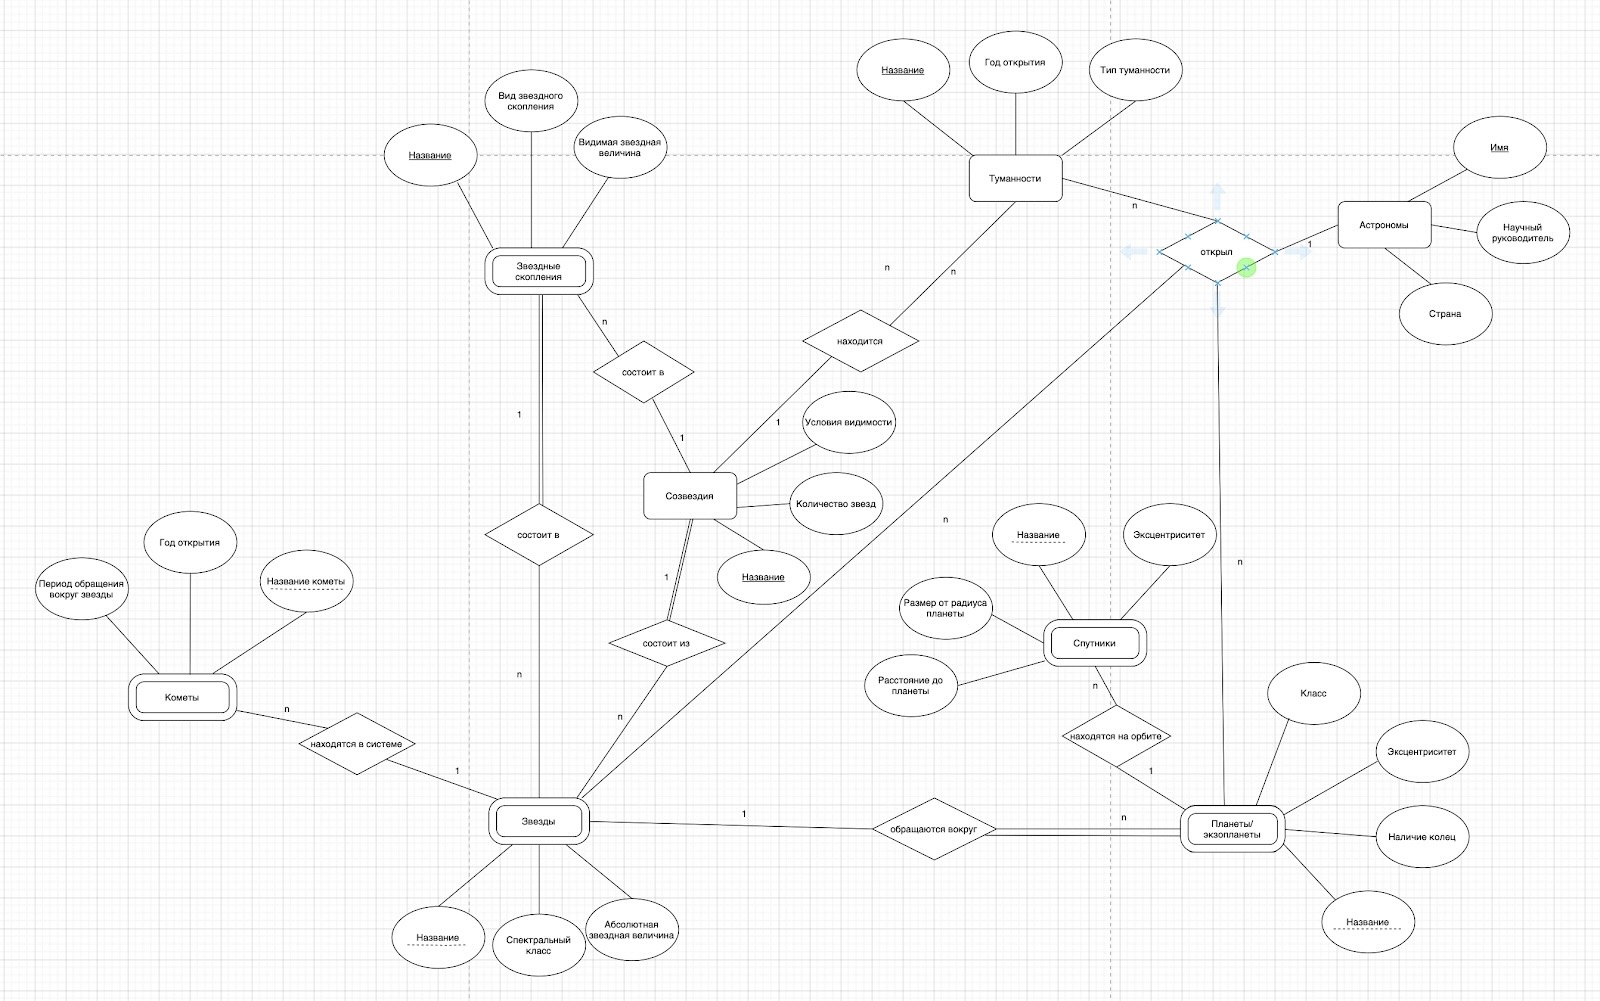 Название
Год открытия
Тип туманности
Вид звездного
скопления
Название
Видимая звездная
величина
Имя
Туманности
n
Астрономы
Научный
руководитель
1
открыл
Звездные
скопления
n
n
Страна
n
находится
состоит в
1
1
1
Условия видимости
Созвездия
Количество звезд
n
Название
Эксцентриситет
состоит в
Год открытия
n
Период обращения
вокруг звезды
Название кометы
1
Название
Размер от радиуса
планеты
состоит из
Спутники
n
Расстояние до
планеты
n
Кометы
Класс
n
n
находятся в системе
находятся на орбите
Эксцентриситет
1
1
1
n
Звезды
обращаются вокруг
Планеты/
экзопланеты
Наличие колец
Название
Название
Спектральный
класс
Абсолютная
звездная величина